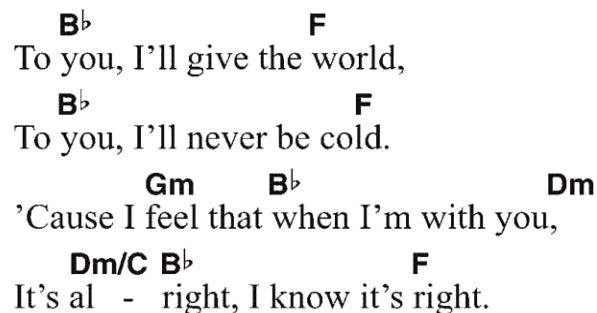 B♭ F
To you, I'll give the world,
B♭ F
To you, I'll never be cold.
Gm B♭ Dm
'Cause I feel that when I'm with you,
Dm/C B♭ F
It's al - right, I know it's right.